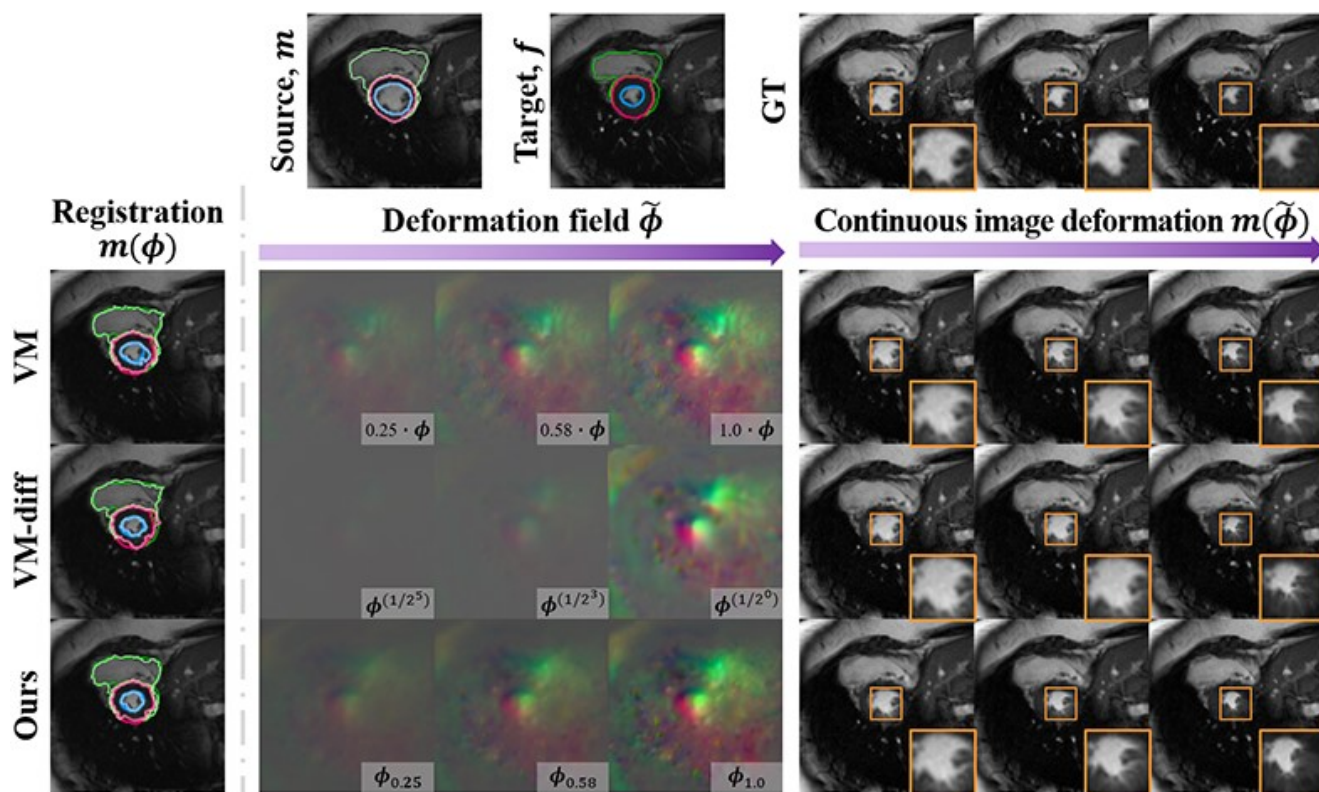 Source, m
Target, f
GT
Registration
m(ϕ)
Deformation field ϕ̃
Continuous image deformation m(ϕ̃)
VM
0.25 · ϕ
0.58 · ϕ
1.0 · ϕ
VM-diff
ϕ^(1/2⁵)
ϕ^(1/2³)
ϕ^(1/2⁰)
Ours
ϕ₀.₂₅
ϕ₀.₅₈
ϕ₁.₀